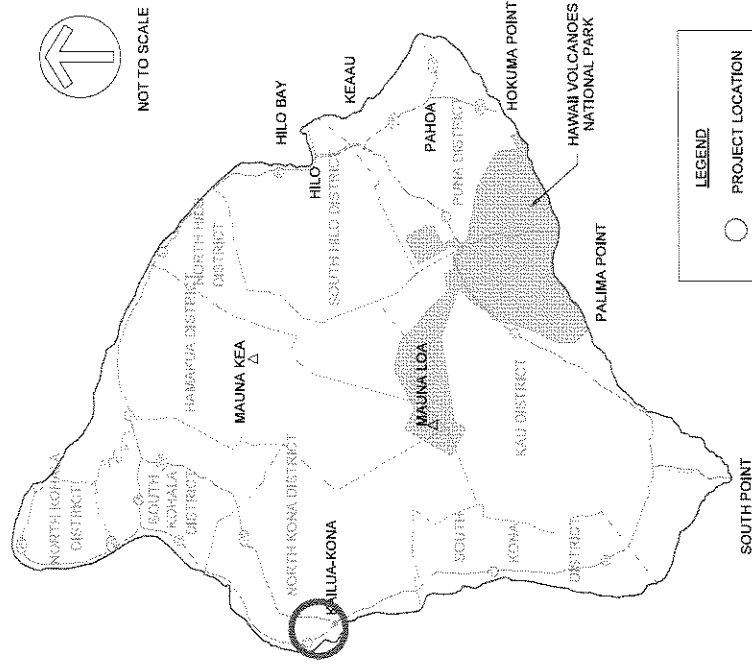 NOT TO SCALE
NORTH KOHALA
DISTRICT
HAMAKUA DISTRICT
NORTH HILO
DISTRICT
SOUTH
KOHALA
DISTRICT
HILO BAY
KEAAU
HILO
MAUNA KEA
SOUTH HILO DISTRICT
NORTH KONA DISTRICT
KAILUA-KONA
PAHOA
PUNA DISTRICT
HOKUMA POINT
MAUNA LOA
HAWAII VOLCANOES
NATIONAL PARK
KAU DISTRICT
SOUTH
KONA
DISTRICT
PALIMA POINT
SOUTH POINT
LEGEND
PROJECT LOCATION